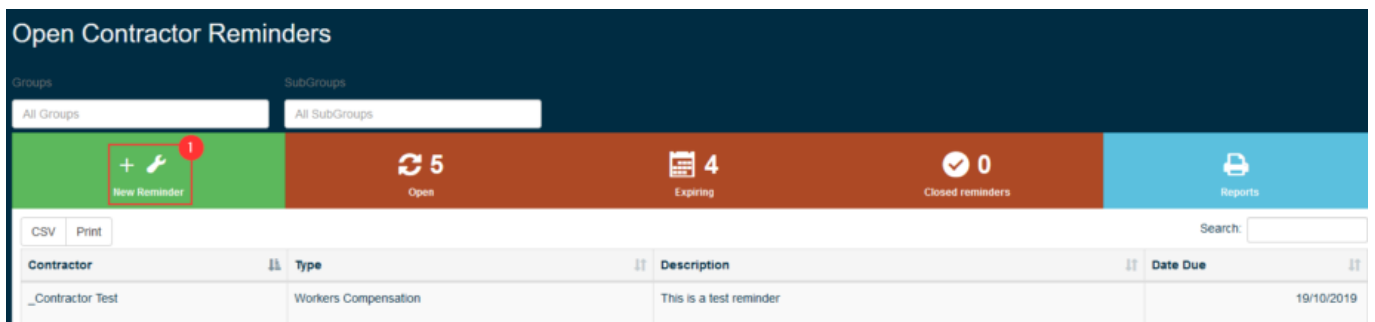 Open Contractor Reminders
Groups SubGroups
All Groups All SubGroups
1
+ 5 4 0
New Reminder Open Expiring Closed reminders Reports
CSV Print Search:
Contractor Type Description Date Due
_Contractor Test Workers Compensation This is a test reminder 19/10/2019